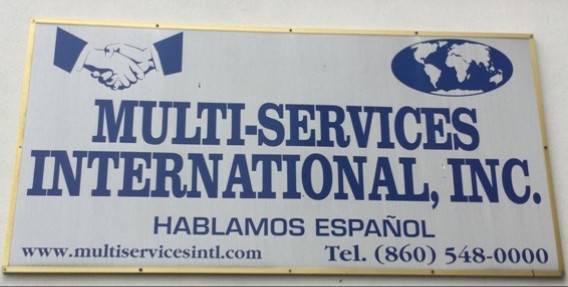 MULTI-SERVICES
INTERNATIONAL, INC.
HABLAMOS ESPAÑOL
www.multiservicesintl.com Tel. (860) 548-0000